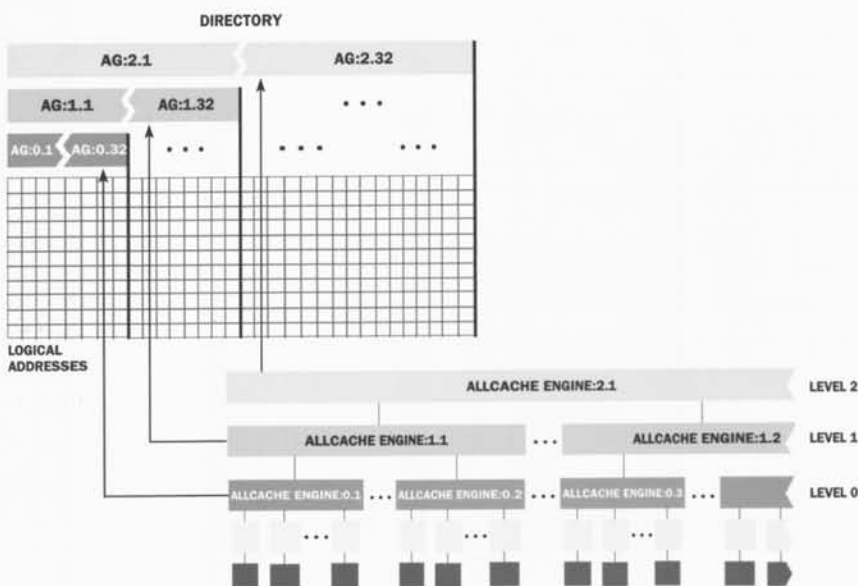 DIRECTORY
AG:2.1 AG:2.32
AG:1.1 AG:1.32 • • • • • •
AG:0.1 AG:0.32 • • • • • • • • •
LOGICAL
ADDRESSES
ALLCACHE ENGINE:2.1 LEVEL 2
ALLCACHE ENGINE:1.1 • • • ALLCACHE ENGINE:1.2 LEVEL 1
ALLCACHE ENGINE:0.1 • • • ALLCACHE ENGINE:0.2 • • • ALLCACHE ENGINE:0.3 • • • LEVEL 0
• • • • • • • • •